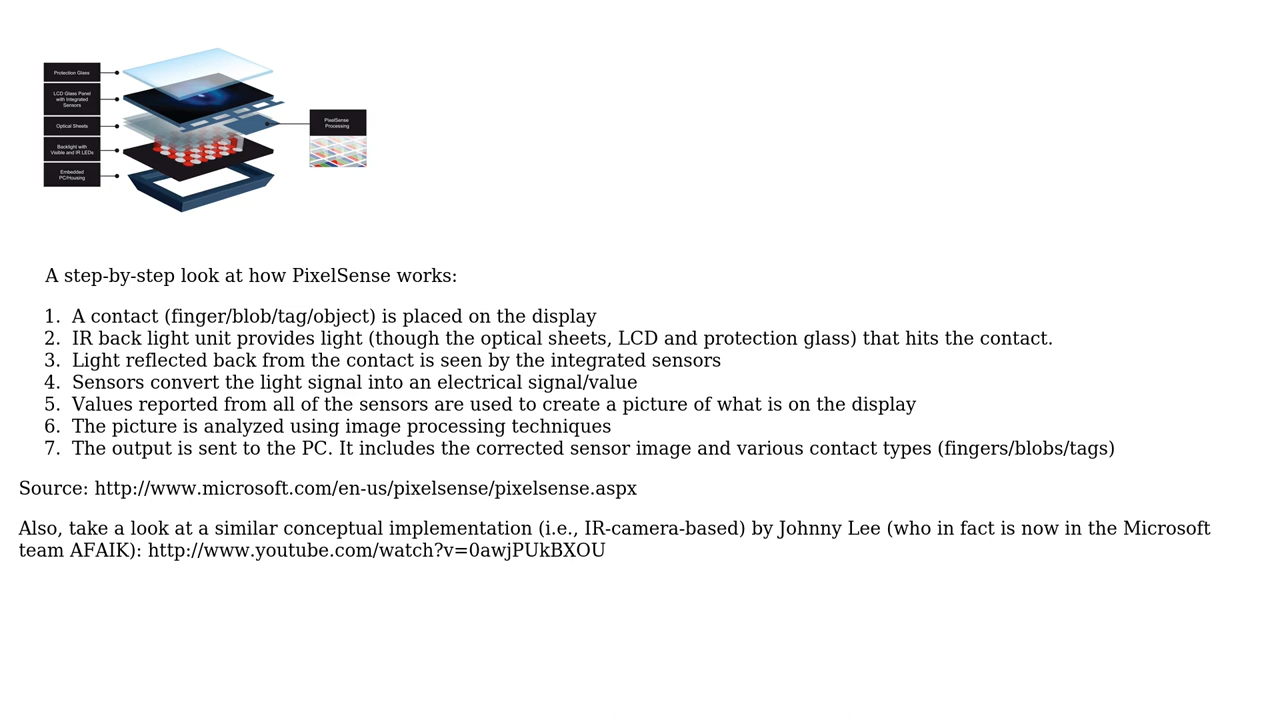 Protection Glass
LCD Glass Panel
with Integrated
Sensors
Optical Sheets
Backlight with
Visible and IR LEDs
Embedded
PC/Housing
PixelSense
Processing
A step-by-step look at how PixelSense works:
1. A contact (finger/blob/tag/object) is placed on the display
2. IR back light unit provides light (though the optical sheets, LCD and protection glass) that hits the contact.
3. Light reflected back from the contact is seen by the integrated sensors
4. Sensors convert the light signal into an electrical signal/value
5. Values reported from all of the sensors are used to create a picture of what is on the display
6. The picture is analyzed using image processing techniques
7. The output is sent to the PC. It includes the corrected sensor image and various contact types (fingers/blobs/tags)
Source: http://www.microsoft.com/en-us/pixelsense/pixelsense.aspx
Also, take a look at a similar conceptual implementation (i.e., IR-camera-based) by Johnny Lee (who in fact is now in the Microsoft
team AFAIK): http://www.youtube.com/watch?v=0awjPUkBXOU